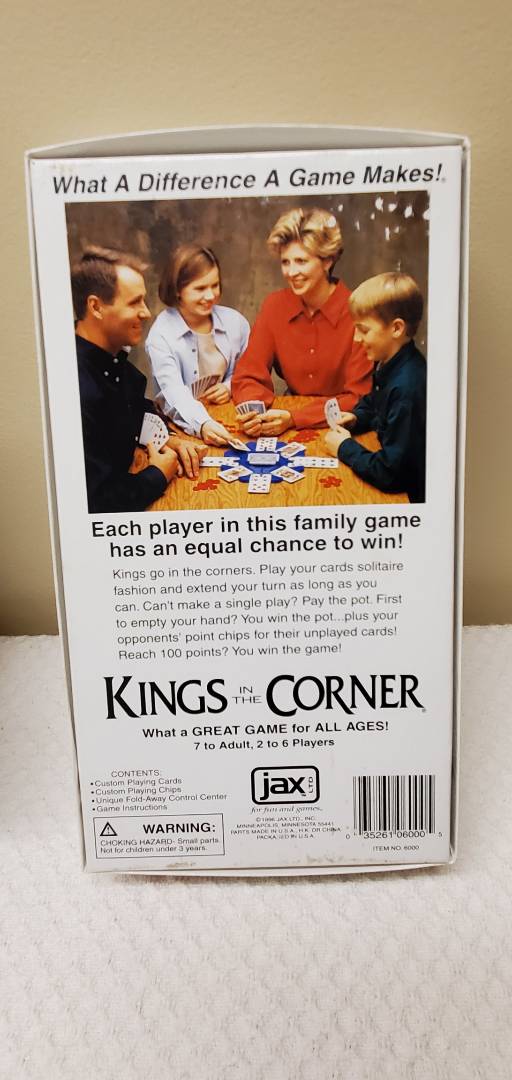 What A Difference A Game Makes!®
Each player in this family game
has an equal chance to win!
Kings go in the corners. Play your cards solitaire
fashion and extend your turn as long as you
can. Can't make a single play? Pay the pot. First
to empty your hand? You win the pot...plus your
opponents' point chips for their unplayed cards!
Reach 100 points? You win the game!
KINGS IN THE CORNER®
What a GREAT GAME for ALL AGES!
7 to Adult, 2 to 6 Players
CONTENTS:
•Custom Playing Cards
•Custom Playing Chips
•Unique Fold-Away Control Center
•Game Instructions
WARNING:
CHOKING HAZARD- Small parts.
Not for children under 3 years.
jax LTD
for fun and games.
©1996 JAX LTD., INC.
MINNEAPOLIS, MINNESOTA 55441
PARTS MADE IN U.S.A., H.K. OR CHINA
PACKAGED IN U.S.A.
0 35261 06000 5
ITEM NO. 6000